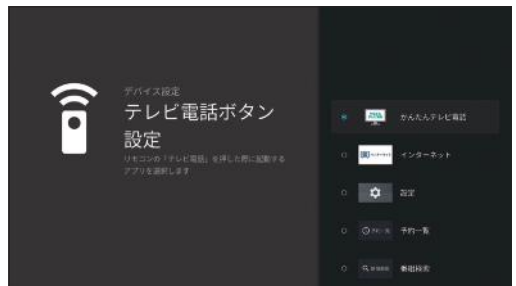 デバイス設定
テレビ電話ボタン
設定
リモコンの「テレビ電話」を押した際に起動する
アプリを選択します
かんたんテレビ電話
インターネット
設定
予約一覧
番組検索